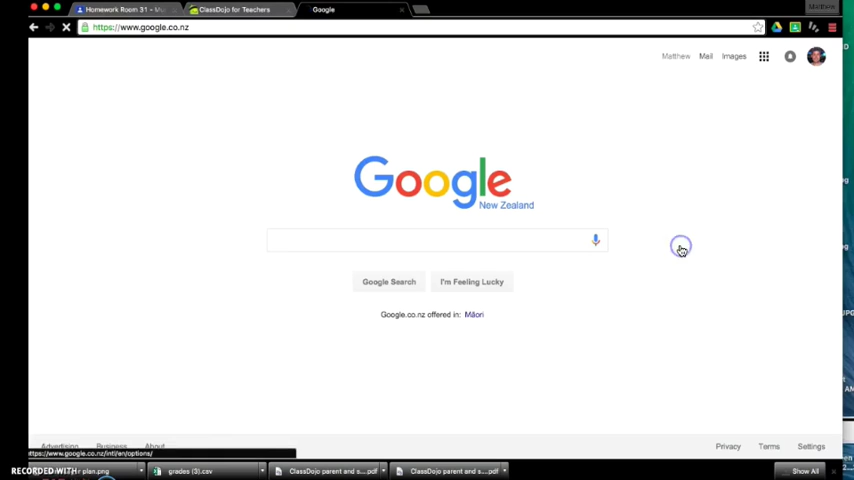 Homework Room 31 - M
ClassDojo for Teachers
Google
Matthew
https://www.google.co.nz
Matthew
Mail
Images
Google
New Zealand
Google Search
I'm Feeling Lucky
Google.co.nz offered in: Māori
Advertising
Business
About
Privacy
Terms
Settings
https://www.google.co.nz/intl/en/options/
RECORDED WITH
plan.png
grades (3).csv
ClassDojo parent and s....pdf
ClassDojo parent and s....pdf
Show All